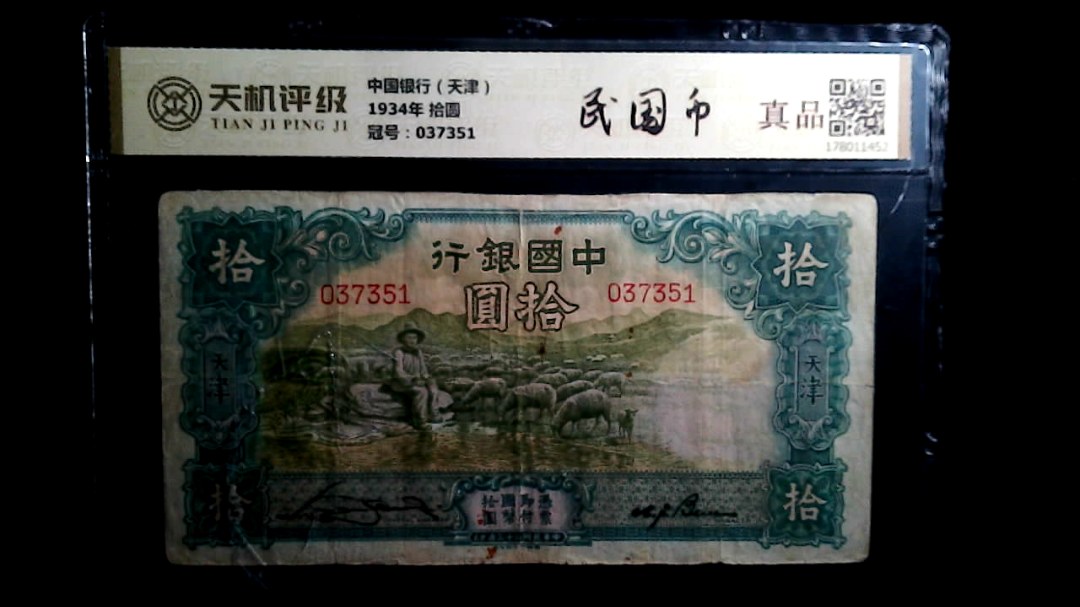 天机评级
TIAN JI PING JI
中国银行（天津）
1934年 拾圆
冠号：037351
民国币
真品
178011452
行銀國中
拾
拾
037351
037351
圓拾
天津
天津
拾
拾